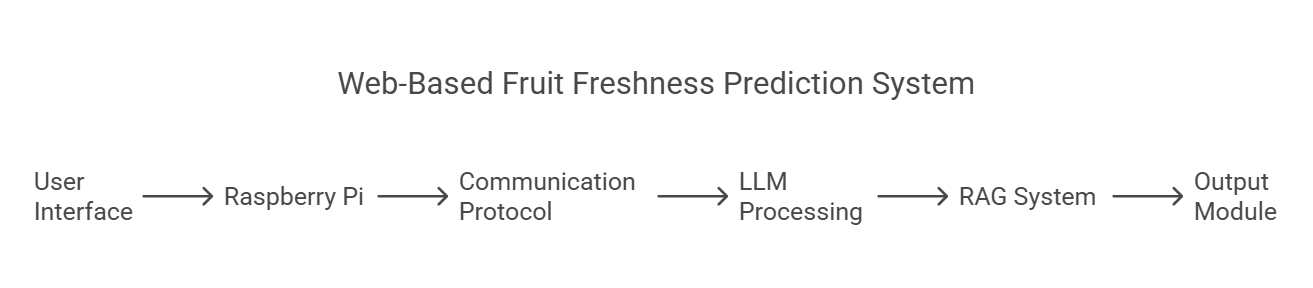 Web-Based Fruit Freshness Prediction System
User
Interface
Raspberry Pi
Communication
Protocol
LLM
Processing
RAG System
Output
Module